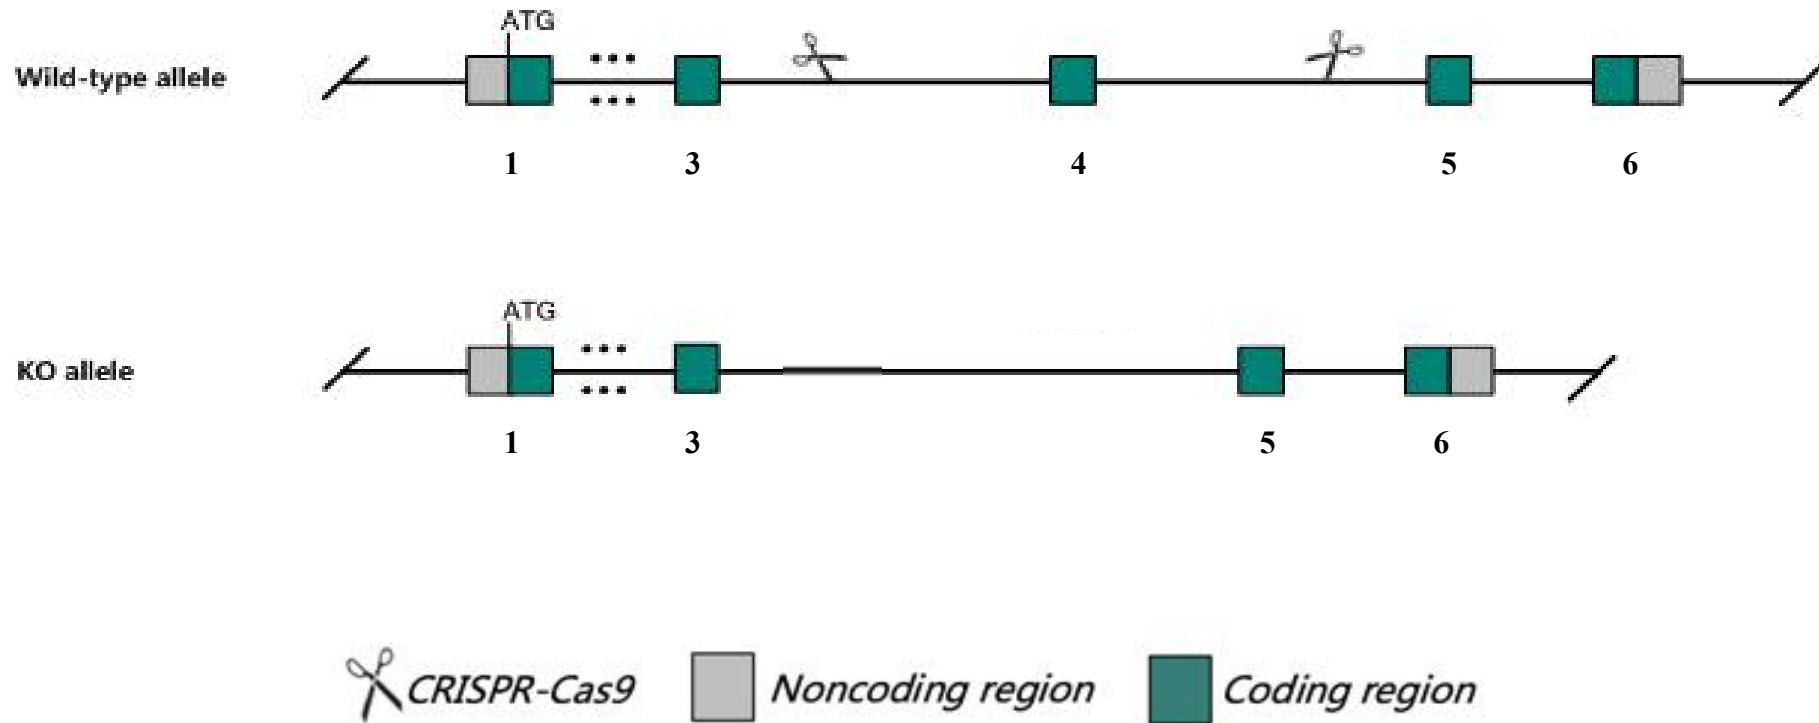 ATG
Wild-type allele
1 3 4 5 6
ATG
KO allele
1 3 5 6
CRISPR-Cas9 Noncoding region Coding region